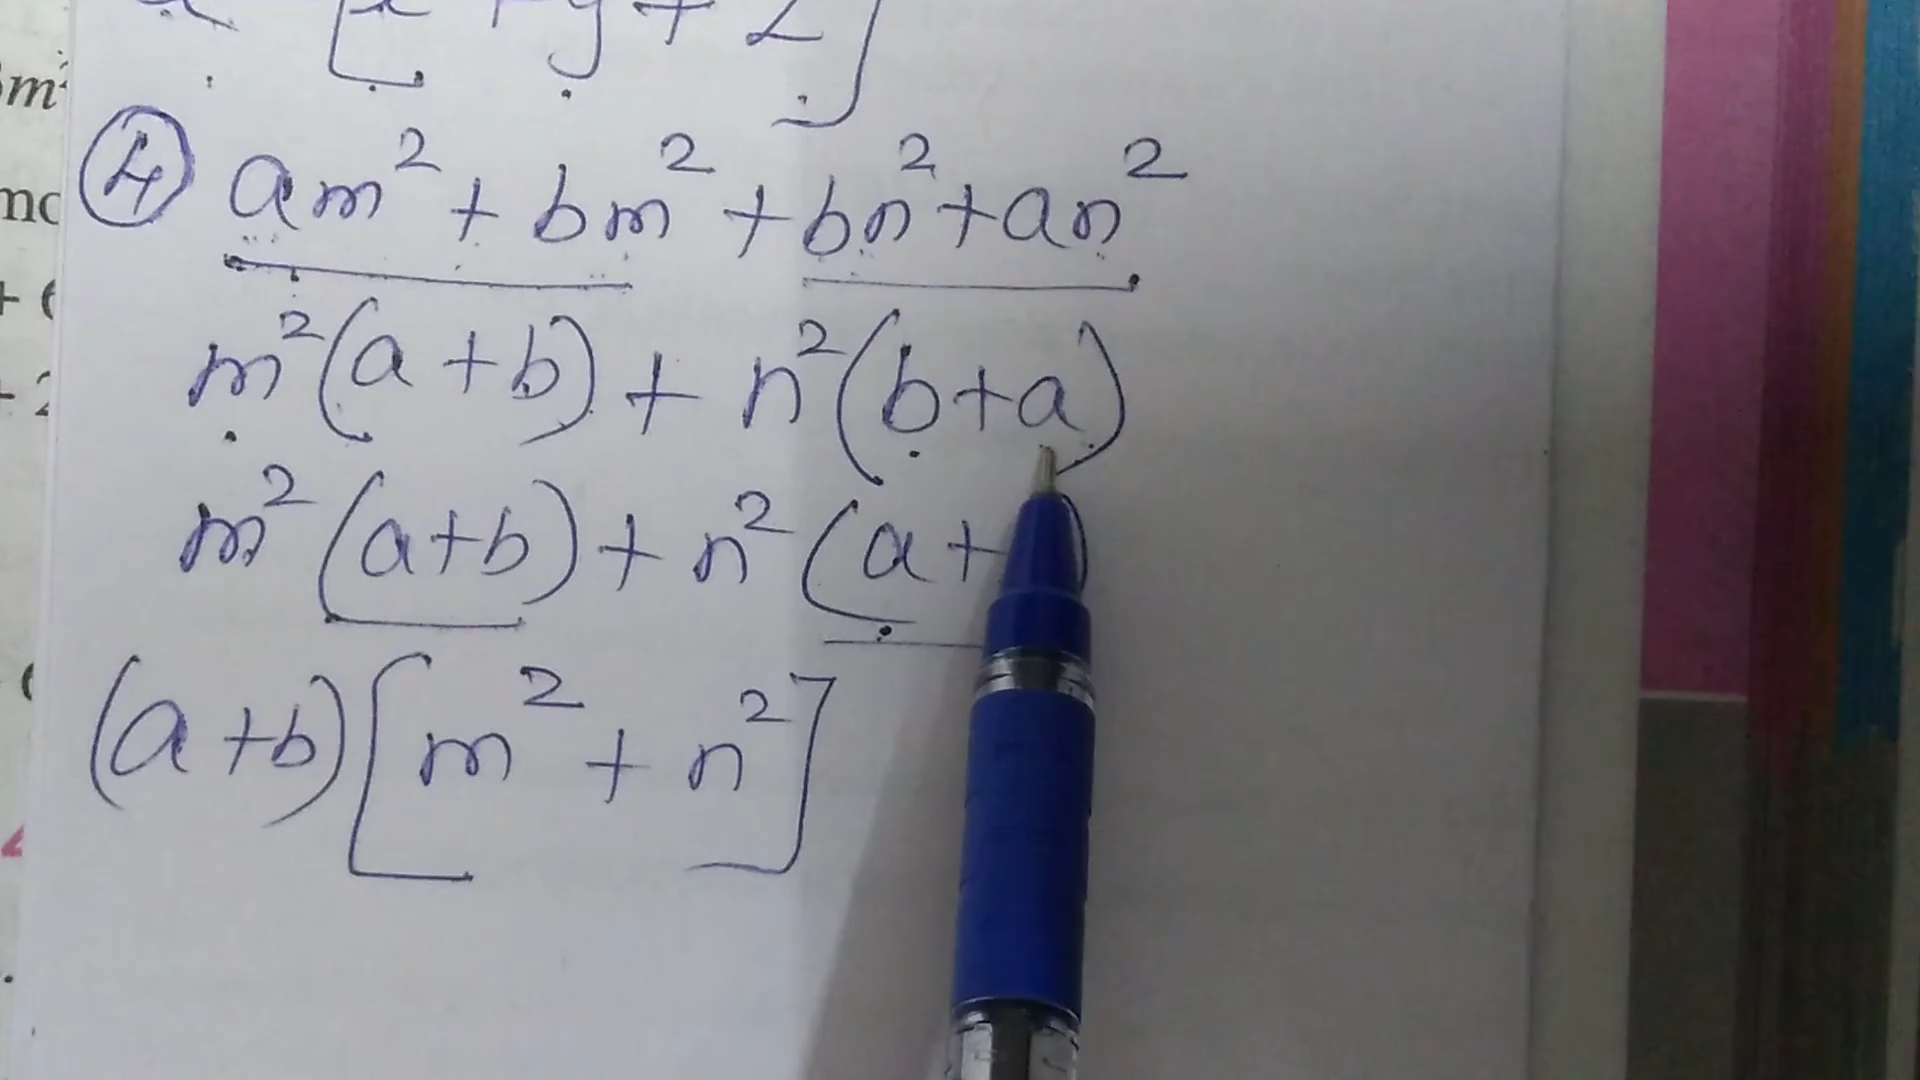 [x + y + z]
④ am² + bm² + bn² + an²
m²(a + b) + n²(b + a)
m²(a + b) + n²(a +
(a + b)[m² + n²]